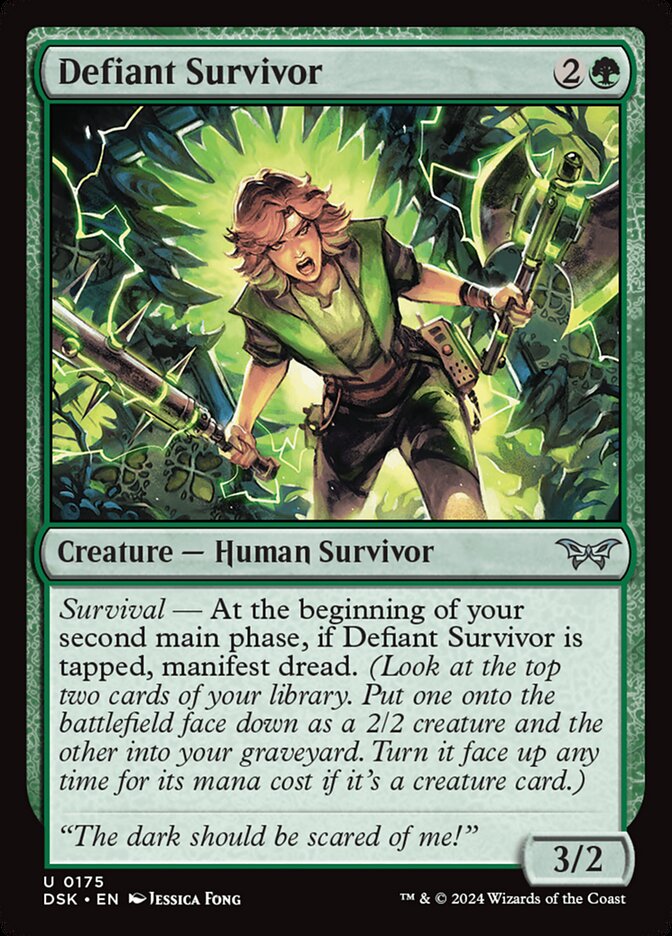 Defiant Survivor 2
Creature — Human Survivor
Survival — At the beginning of your
second main phase, if Defiant Survivor is
tapped, manifest dread. (Look at the top
two cards of your library. Put one onto the
battlefield face down as a 2/2 creature and the
other into your graveyard. Turn it face up any
time for its mana cost if it's a creature card.)
“The dark should be scared of me!”
3/2
U 0175
DSK • EN Jessica Fong ™ & © 2024 Wizards of the Coast